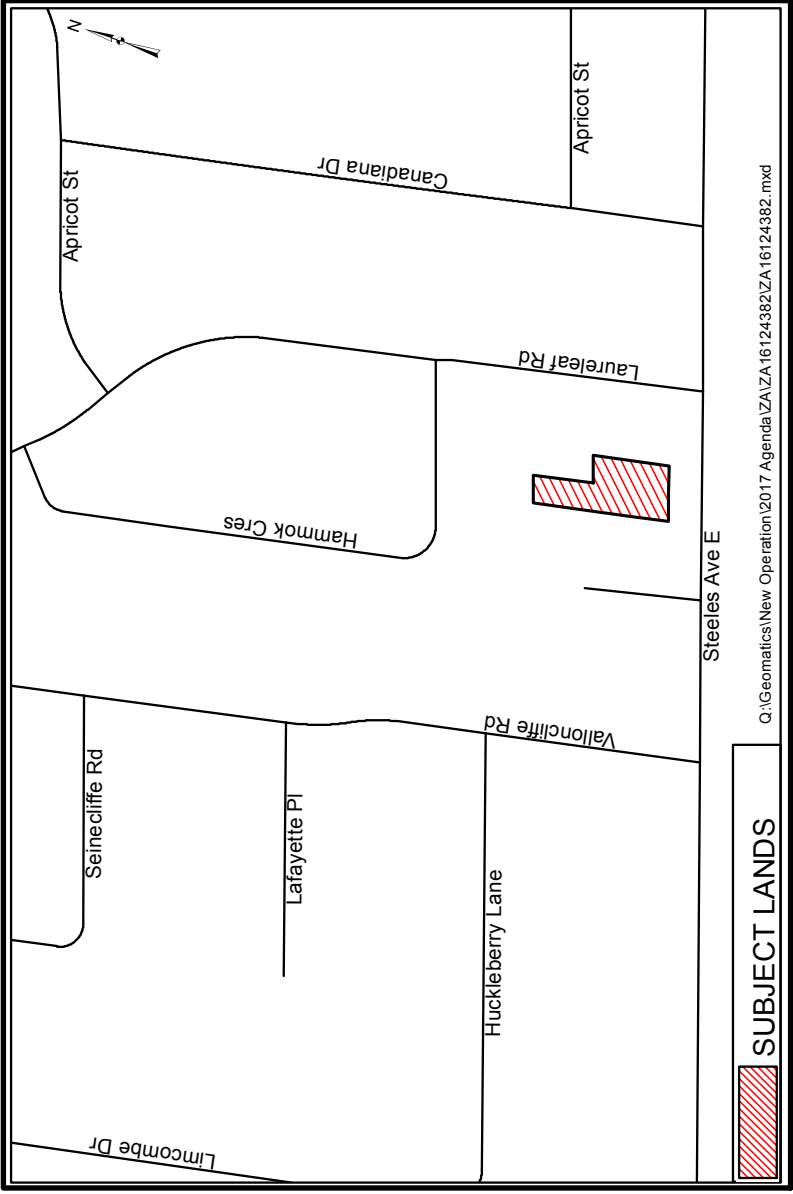 N
Apricot St
Canadiana Dr
Apricot St
Laureleaf Rd
Hammok Cres
Steeles Ave E
Valloncliffe Rd
Seinecliffe Rd
Lafayette Pl
Huckleberry Lane
Limcombe Dr
SUBJECT LANDS
Q:\Geomatics\New Operation\2017 Agenda\ZA\ZA16124382\ZA16124382.mxd